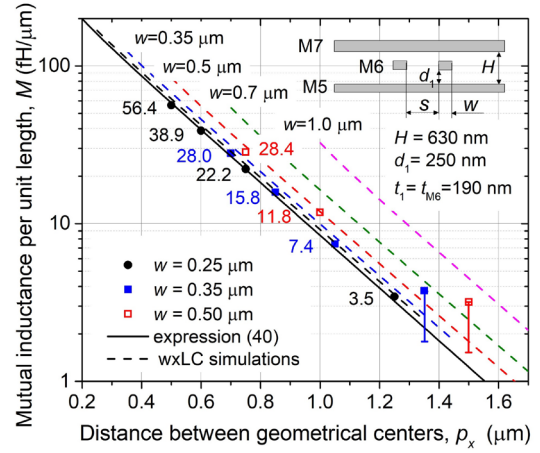 Mutual inductance per unit length, M (fH/μm)
100
10
1
w=0.35 μm
w=0.5 μm
w=0.7 μm
w=1.0 μm
M7
M6
M5
d₁
H
s
w
H = 630 nm
d₁ = 250 nm
t₁= tM6=190 nm
56.4
38.9
28.0
28.4
22.2
15.8
11.8
7.4
3.5
w = 0.25 μm
w = 0.35 μm
w = 0.50 μm
expression (40)
wxLC simulations
0.2 0.4 0.6 0.8 1.0 1.2 1.4 1.6
Distance between geometrical centers, pₓ (μm)